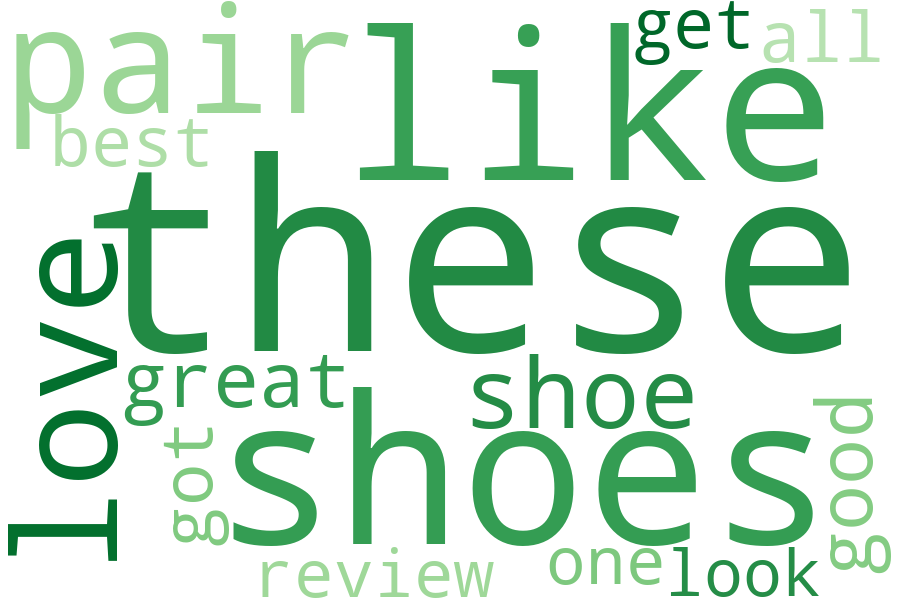 pair
like
get
all
best
these
love
great
shoe
got
shoes
good
review
one
look